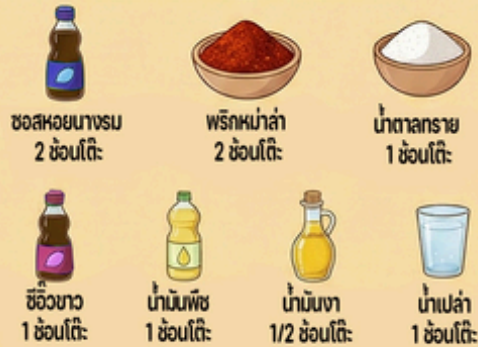 ซอสหอยนางรม
2 ช้อนโต๊ะ
พริกหม่าล่า
2 ช้อนโต๊ะ
น้ำตาลทราย
1 ช้อนโต๊ะ
ซีอิ๊วขาว
1 ช้อนโต๊ะ
น้ำมันพืช
1 ช้อนโต๊ะ
น้ำมันงา
1/2 ช้อนโต๊ะ
น้ำเปล่า
1 ช้อนโต๊ะ